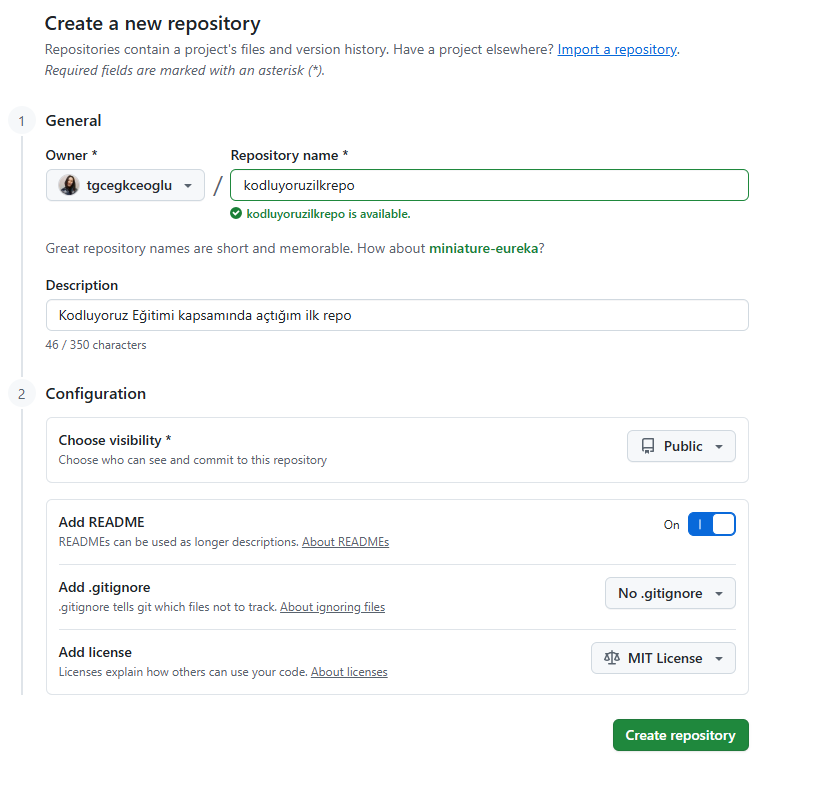 Create a new repository
Repositories contain a project's files and version history. Have a project elsewhere? Import a repository.
Required fields are marked with an asterisk (*).
1 General
Owner * Repository name *
tgcegkceoglu / kodluyoruzilkrepo
kodluyoruzilkrepo is available.
Great repository names are short and memorable. How about miniature-eureka?
Description
Kodluyoruz Eğitimi kapsamında açtığım ilk repo
46 / 350 characters
2 Configuration
Choose visibility * Public
Choose who can see and commit to this repository
Add README On
READMEs can be used as longer descriptions. About READMEs
Add .gitignore No .gitignore
.gitignore tells git which files not to track. About ignoring files
Add license MIT License
Licenses explain how others can use your code. About licenses
Create repository